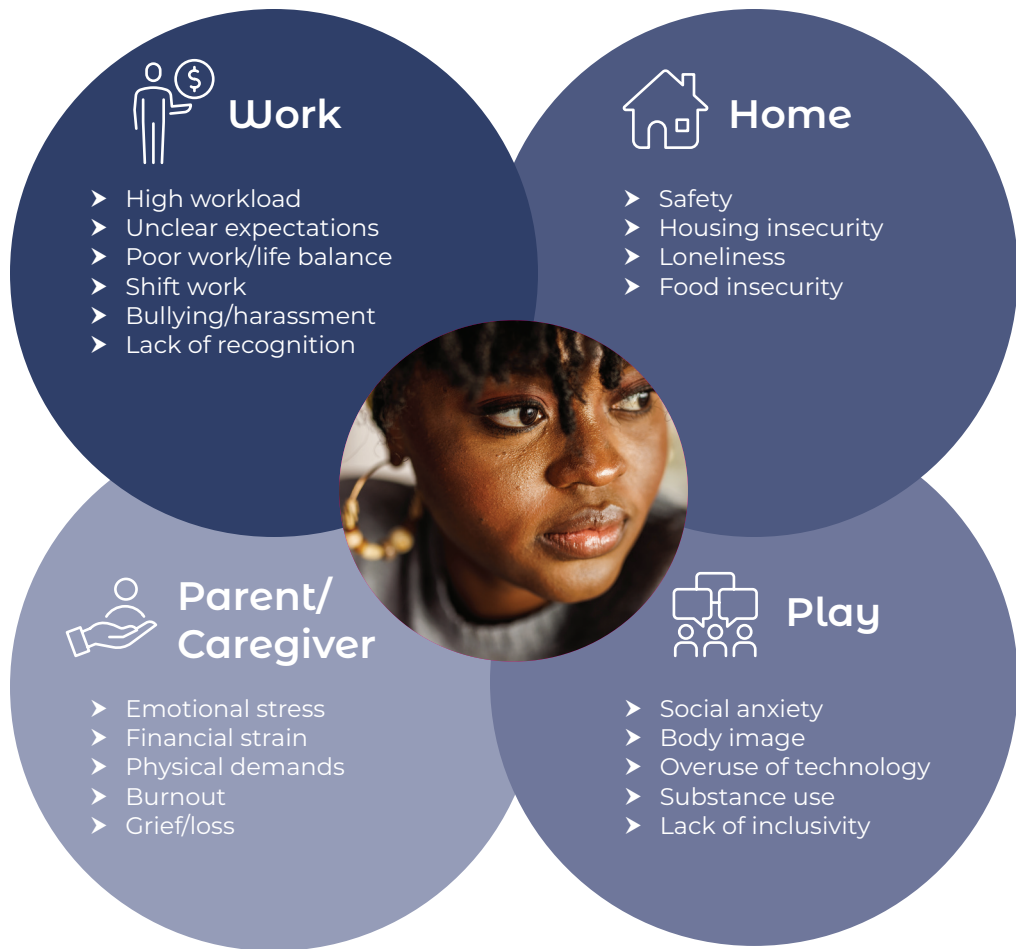 $
Work
High workload
Unclear expectations
Poor work/life balance
Shift work
Bullying/harassment
Lack of recognition
Home
Safety
Housing insecurity
Loneliness
Food insecurity
Parent/
Caregiver
Emotional stress
Financial strain
Physical demands
Burnout
Grief/loss
Play
Social anxiety
Body image
Overuse of technology
Substance use
Lack of inclusivity